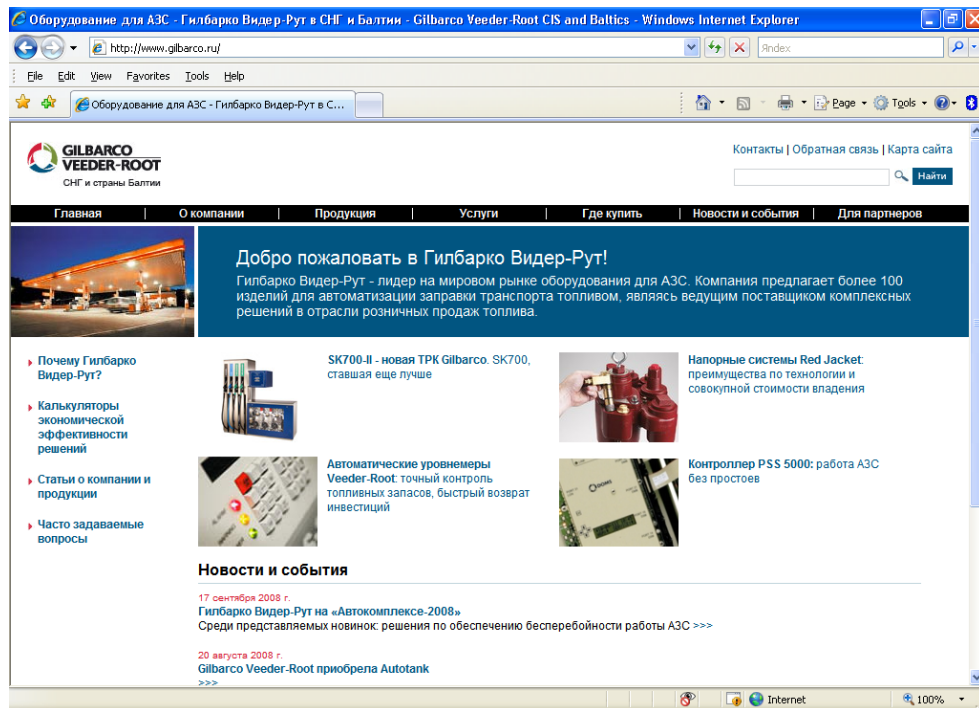 Оборудование для АЗС - Гилбарко Видер-Рут в СНГ и Балтии - Gilbarco Veeder-Root CIS and Baltics - Windows Internet Explorer
http://www.gilbarco.ru/
Яndex
File Edit View Favorites Tools Help
Оборудование для АЗС - Гилбарко Видер-Рут в С...
Page Tools
GILBARCO
VEEDER-ROOT
СНГ и страны Балтии
Контакты | Обратная связь | Карта сайта
Найти
Главная | О компании | Продукция | Услуги | Где купить | Новости и события | Для партнеров
Добро пожаловать в Гилбарко Видер-Рут!
Гилбарко Видер-Рут - лидер на мировом рынке оборудования для АЗС. Компания предлагает более 100
изделий для автоматизации заправки транспорта топливом, являясь ведущим поставщиком комплексных
решений в отрасли розничных продаж топлива.
Почему Гилбарко
Видер-Рут?
Калькуляторы
экономической
эффективности
решений
Статьи о компании и
продукции
Часто задаваемые
вопросы
SK700-II - новая ТРК Gilbarco. SK700,
ставшая еще лучше
Напорные системы Red Jacket:
преимущества по технологии и
совокупной стоимости владения
Автоматические уровнемеры
Veeder-Root: точный контроль
топливных запасов, быстрый возврат
инвестиций
Контроллер PSS 5000: работа АЗС
без простоев
Новости и события
17 сентября 2008 г.
Гилбарко Видер-Рут на «Автокомплексе-2008»
Среди представляемых новинок: решения по обеспечению бесперебойности работы АЗС >>>
20 августа 2008 г.
Gilbarco Veeder-Root приобрела Autotank
>>>
Internet
100%